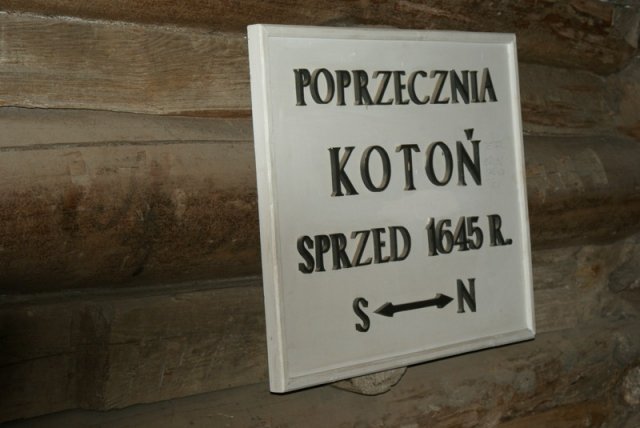 POPRZECZNIA
KOTOŃ
SPRZED 1645 R.
S ⟷ N